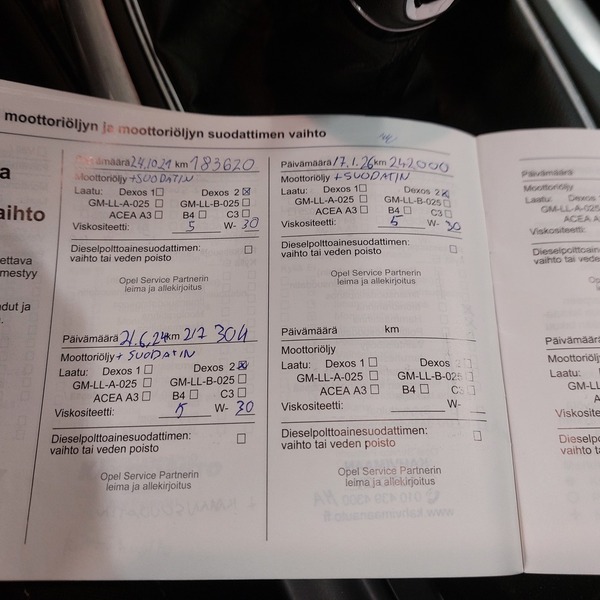 moottoriöljyn ja moottoriöljyn suodattimen vaihto
a
aihto
ettava
mestyy
dut ja
Päivämäärä 24.10.21 km 183620
Moottoriöljy +SUODATIN
Laatu: Dexos 1 ☐ Dexos 2 ☒
GM-LL-A-025 ☐ GM-LL-B-025 ☐
ACEA A3 ☐ B4 ☐ C3 ☐
Viskositeetti: 5 W- 30
Dieselpolttoainesuodattimen: ☐
vaihto tai veden poisto
Opel Service Partnerin
leima ja allekirjoitus
Päivämäärä 21.6.24 km 217 304
Moottoriöljy + SUODATIN
Laatu: Dexos 1 ☐ Dexos 2 ☒
GM-LL-A-025 ☐ GM-LL-B-025 ☐
ACEA A3 ☐ B4 ☐ C3 ☐
Viskositeetti: 5 W- 30
Dieselpolttoainesuodattimen: ☐
vaihto tai veden poisto
Opel Service Partnerin
leima ja allekirjoitus
Päivämäärä 17.1.26 km 242000
Moottoriöljy +SUODATIN
Laatu: Dexos 1 ☐ Dexos 2 ☒
GM-LL-A-025 ☐ GM-LL-B-025 ☐
ACEA A3 ☐ B4 ☐ C3 ☐
Viskositeetti: 5 W- 30
Dieselpolttoainesuodattimen: ☐
vaihto tai veden poisto
Opel Service Partnerin
leima ja allekirjoitus
Päivämäärä km
Moottoriöljy
Laatu: Dexos 1 ☐ Dexos 2 ☐
GM-LL-A-025 ☐ GM-LL-B-025 ☐
ACEA A3 ☐ B4 ☐ C3 ☐
Viskositeetti: W-
Dieselpolttoainesuodattimen: ☐
vaihto tai veden poisto
Opel Service Partnerin
leima ja allekirjoitus
Päivämäärä
Moottoriöljy
Laatu: D
GM-LL-A
ACEA A
Viskositeetti:
Dieselpolttoain
vaihto tai vede
Päivämäärä
Moottoriöljy
Laatu:
GM-LL
ACE
Viskositee
Dieselpo
vaihto ta